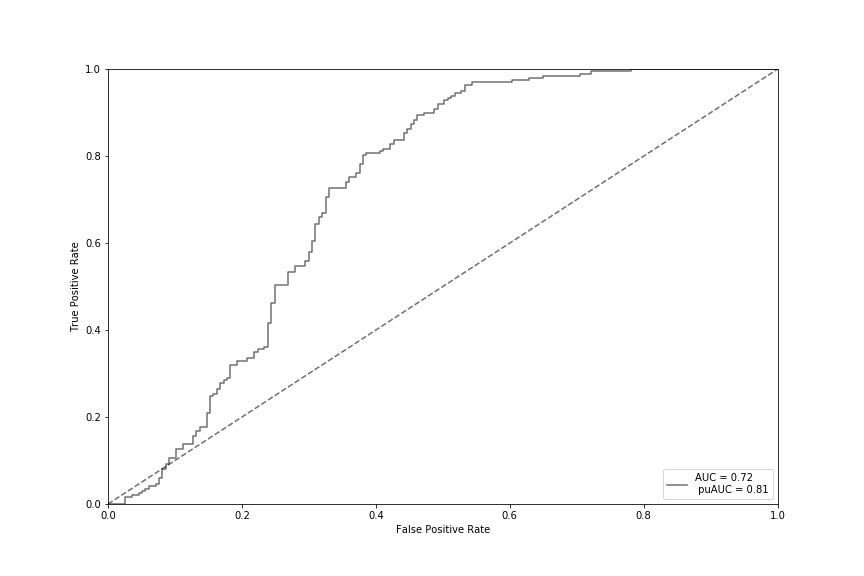 1.0
0.8
0.6
0.4
0.2
0.0
True Positive Rate
0.0 0.2 0.4 0.6 0.8 1.0
False Positive Rate
AUC = 0.72
puAUC = 0.81